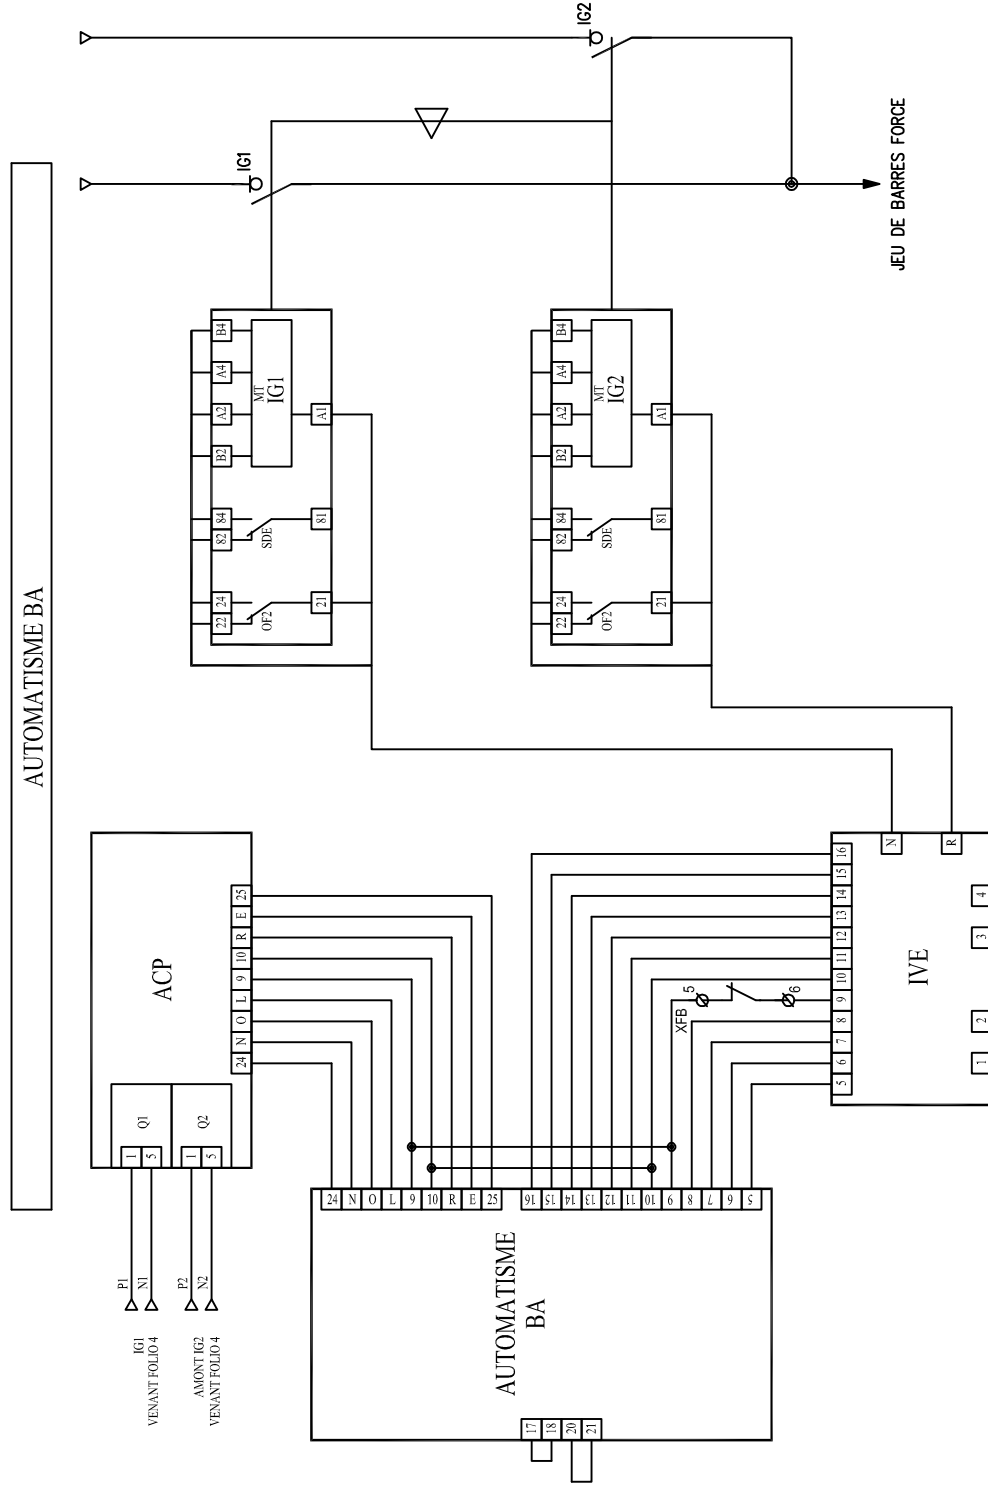 AUTOMATISME BA
IG1
VENANT FOLIO 4
AMONT IG2
VENANT FOLIO 4
P1
N1
P2
N2
1
5
1
5
Q1
Q2
ACP
24
N
O
L
9
10
R
E
25
24
N
O
L
9
10
R
E
25
16
15
14
13
12
11
10
9
8
7
6
5
AUTOMATISME
BA
17
18
20
21
XFB
5
6
5
6
7
8
9
10
11
12
13
14
15
16
IVE
N
R
1
2
3
4
22
24
82
84
B2
A2
A4
B4
OF2
SDE
MT
IG1
21
81
A1
22
24
82
84
B2
A2
A4
B4
OF2
SDE
MT
IG2
21
81
A1
IG1
IG2
JEU DE BARRES FORCE